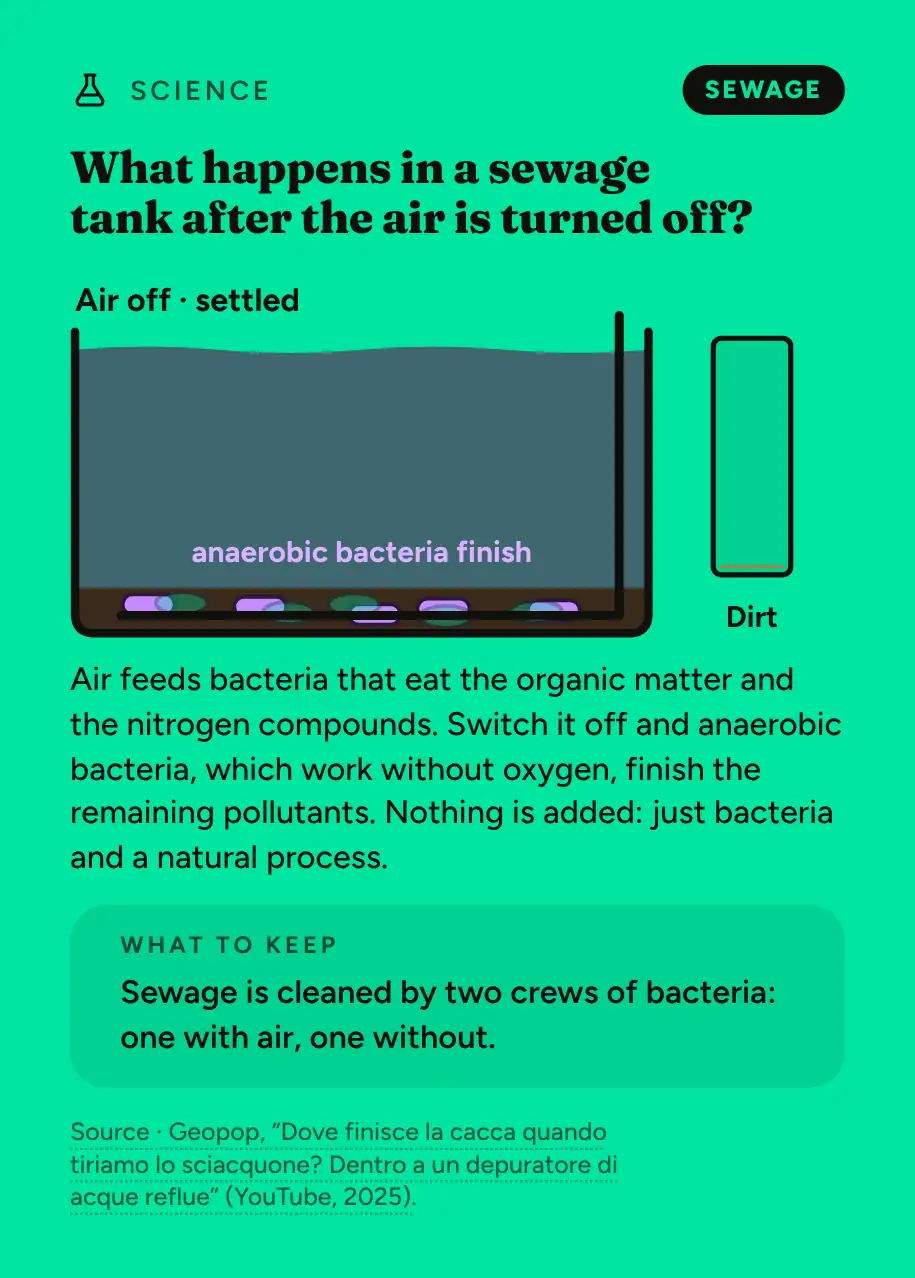 SCIENCE
SEWAGE
What happens in a sewage
tank after the air is turned off?
Air off · settled
anaerobic bacteria finish
Dirt
Air feeds bacteria that eat the organic matter and
the nitrogen compounds. Switch it off and anaerobic
bacteria, which work without oxygen, finish the
remaining pollutants. Nothing is added: just bacteria
and a natural process.
WHAT TO KEEP
Sewage is cleaned by two crews of bacteria:
one with air, one without.
Source · Geopop, “Dove finisce la cacca quando
tiriamo lo sciacquone? Dentro a un depuratore di
acque reflue” (YouTube, 2025).